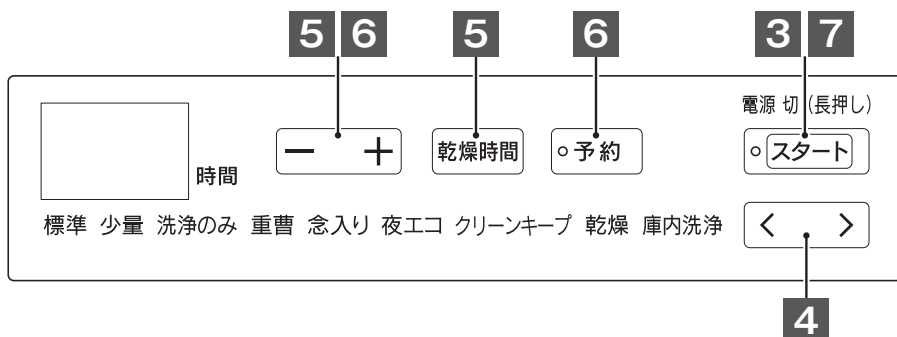 5 6 5 6 3 7
電源 切 (長押し)
− + 乾燥時間 予約 スタート
時間
標準 少量 洗浄のみ 重曹 念入り 夜エコ クリーンキープ 乾燥 庫内洗浄 < >
4